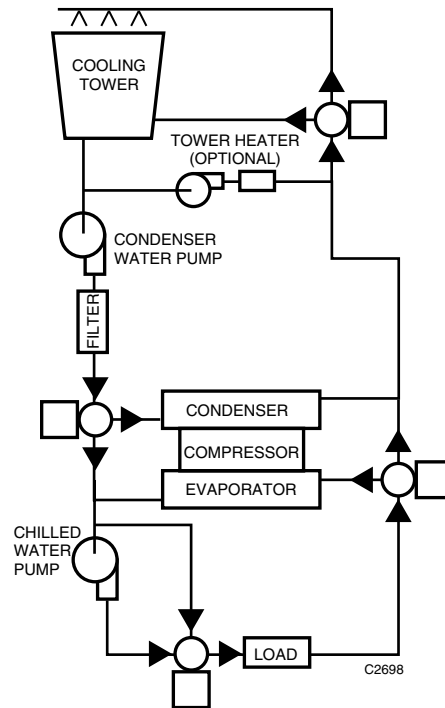 COOLING
TOWER
TOWER HEATER
(OPTIONAL)
CONDENSER
WATER PUMP
FILTER
CONDENSER
COMPRESSOR
EVAPORATOR
CHILLED
WATER
PUMP
LOAD
C2698